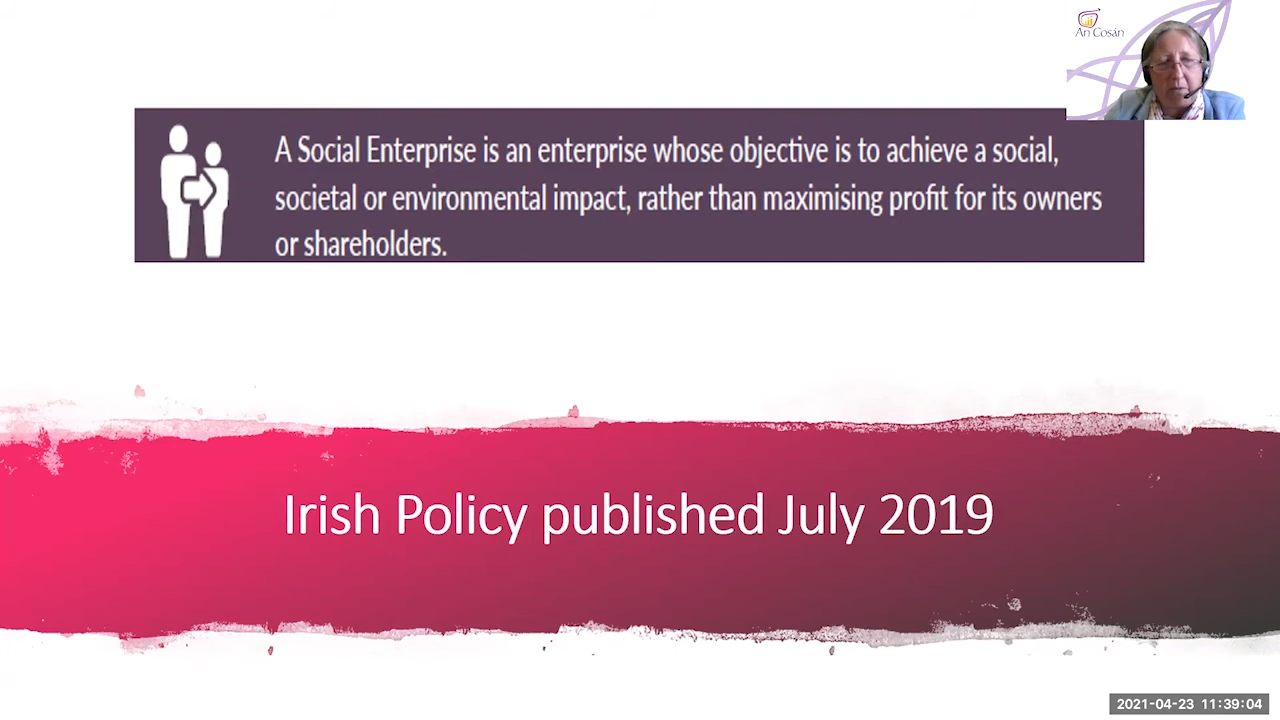 An Cosán
A Social Enterprise is an enterprise whose objective is to achieve a social,
societal or environmental impact, rather than maximising profit for its owners
or shareholders.
Irish Policy published July 2019
2021-04-23 11:39:04